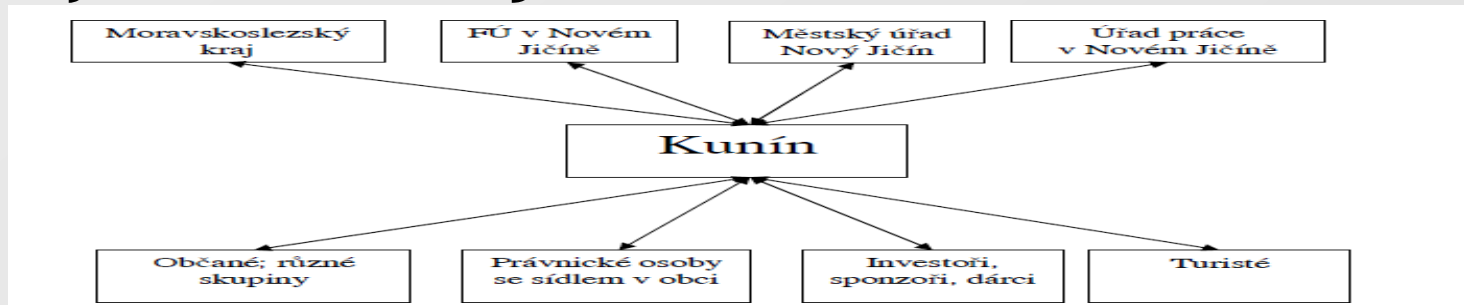 Moravskoslezský
kraj
FÚ v Novém
Jičíně
Městský úřad
Nový Jičín
Úřad práce
v Novém Jičíně
Kunín
Občané; různé
skupiny
Právnické osoby
se sídlem v obci
Investoři,
sponzoři, dárci
Turisté